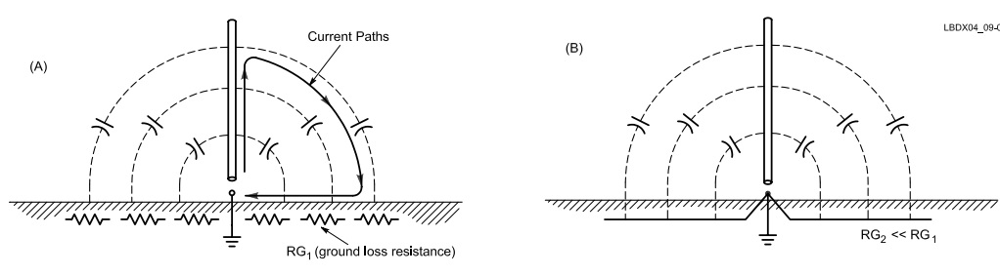 (A)
Current Paths
RG1 (ground loss resistance)
(B)
LBDX04_09-0
RG2 << RG1